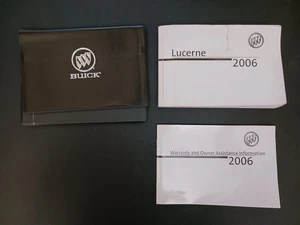 BUICK
Lucerne
2006
Warranty and Owner Assistance Information
2006